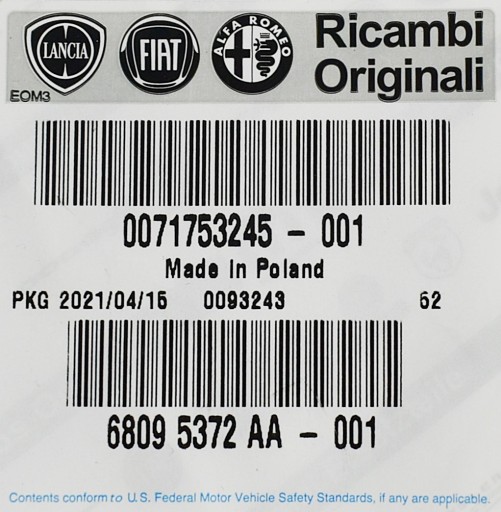 LANCIA FIAT ALFA ROMEO Ricambi
Originali
EOM3
0071753245 - 001
Made in Poland
PKG 2021/04/15 0093243 62
6809 5372 AA - 001
Contents conform to U.S. Federal Motor Vehicle Safety Standards, if any are applicable.